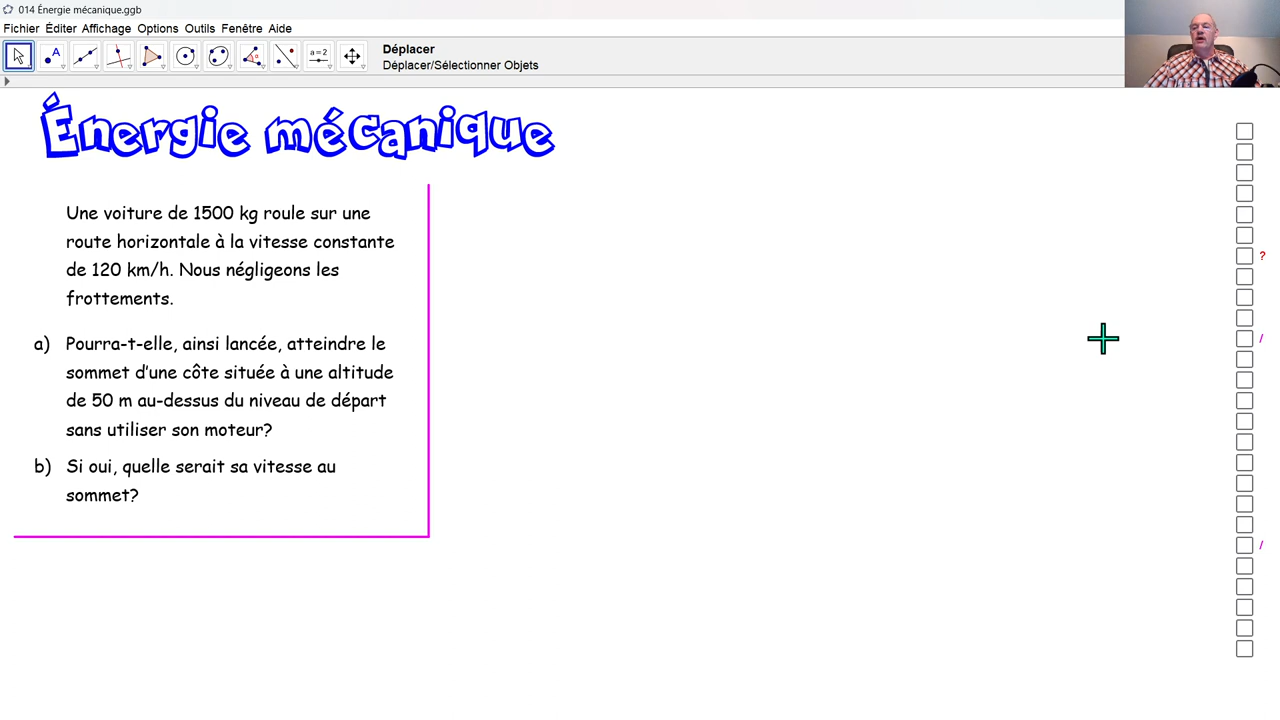 014 Énergie mécanique.ggb
Fichier Éditer Affichage Options Outils Fenêtre Aide
A
a=2
Déplacer
Déplacer/Sélectionner Objets
Énergie mécanique
Une voiture de 1500 kg roule sur une
route horizontale à la vitesse constante
de 120 km/h. Nous négligeons les
frottements.
a) Pourra-t-elle, ainsi lancée, atteindre le
sommet d'une côte située à une altitude
de 50 m au-dessus du niveau de départ
sans utiliser son moteur?
b) Si oui, quelle serait sa vitesse au
sommet?
?
/
/